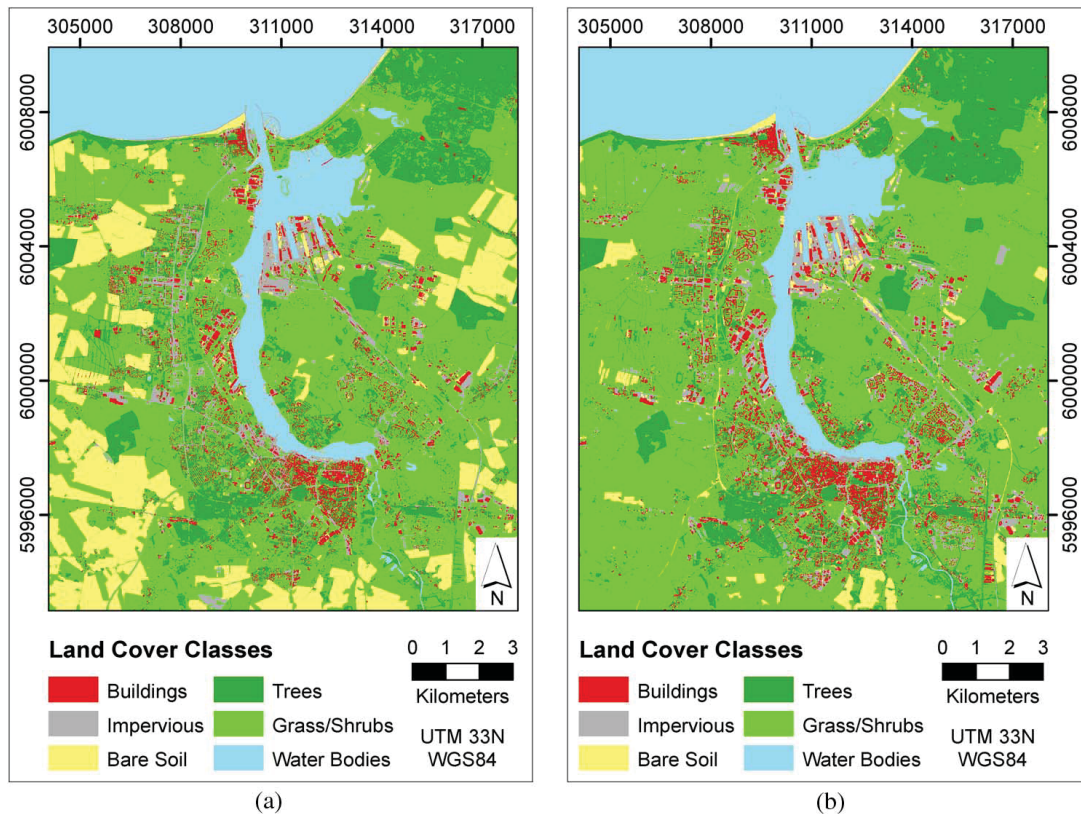 305000 308000 311000 314000 317000
6008000
6004000
6000000
5996000
N
Land Cover Classes
Buildings
Impervious
Bare Soil
Trees
Grass/Shrubs
Water Bodies
0 1 2 3
Kilometers
UTM 33N
WGS84
(a)
305000 308000 311000 314000 317000
6008000
6004000
6000000
5996000
N
Land Cover Classes
Buildings
Impervious
Bare Soil
Trees
Grass/Shrubs
Water Bodies
0 1 2 3
Kilometers
UTM 33N
WGS84
(b)